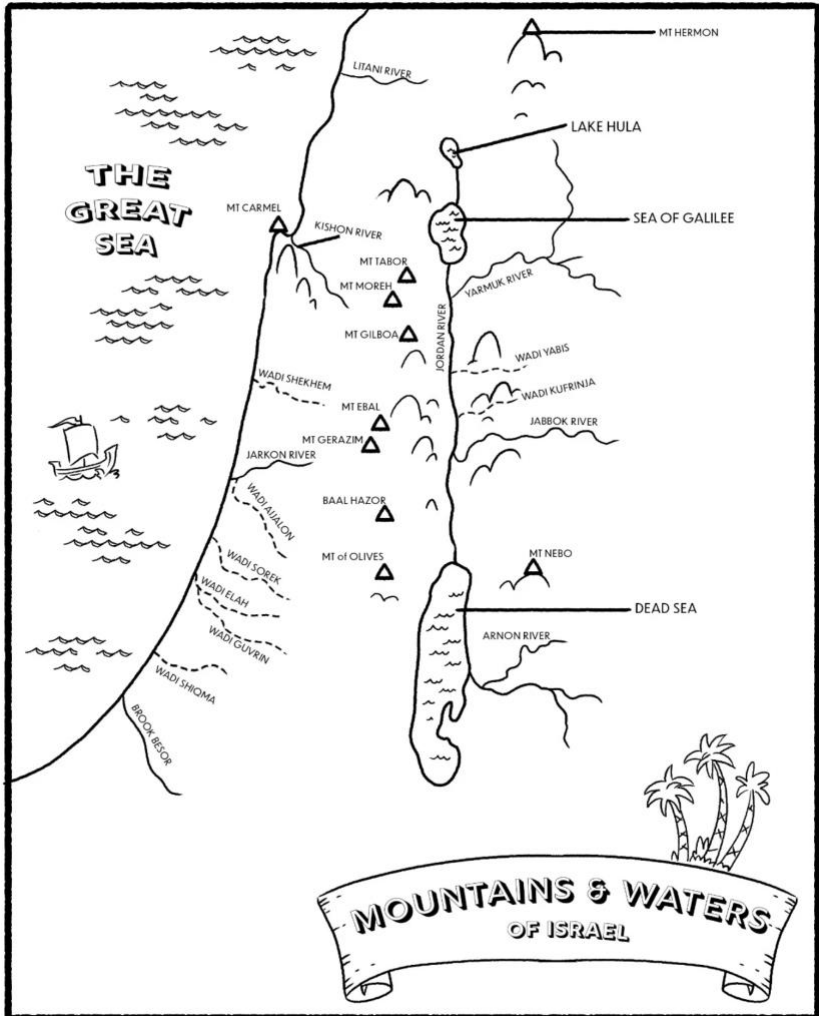 MT HERMON
LITANI RIVER
LAKE HULA
THE
GREAT
SEA
MT CARMEL
KISHON RIVER
SEA OF GALILEE
MT TABOR
MT MOREH
YARMUK RIVER
MT GILBOA
JORDAN RIVER
WADI YABIS
WADI SHEKHEM
WADI KUFRINJA
MT EBAL
JABBOK RIVER
MT GERAZIM
JARKON RIVER
WADI AIJALON
BAAL HAZOR
MT of OLIVES
MT NEBO
WADI SOREK
WADI ELAH
DEAD SEA
WADI GUVRIN
ARNON RIVER
WADI SHIQMA
BROOK BESOR
MOUNTAINS & WATERS
OF ISRAEL